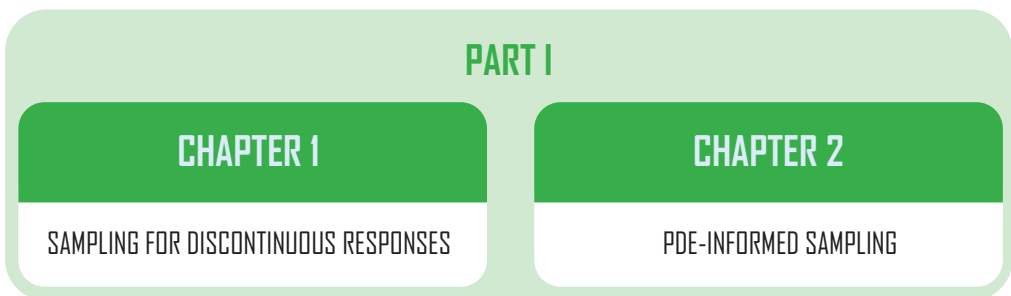 PART I
CHAPTER 1
SAMPLING FOR DISCONTINUOUS RESPONSES
CHAPTER 2
PDE-INFORMED SAMPLING